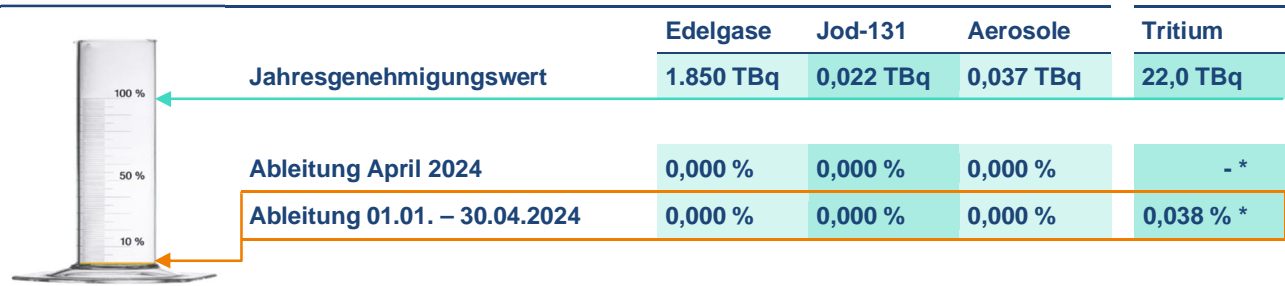 Edelgase Jod-131 Aerosole Tritium
Jahresgenehmigungswert 1.850 TBq 0,022 TBq 0,037 TBq 22,0 TBq
100 %
Ableitung April 2024 0,000 % 0,000 % 0,000 % - *
50 %
Ableitung 01.01. – 30.04.2024 0,000 % 0,000 % 0,000 % 0,038 % *
10 %